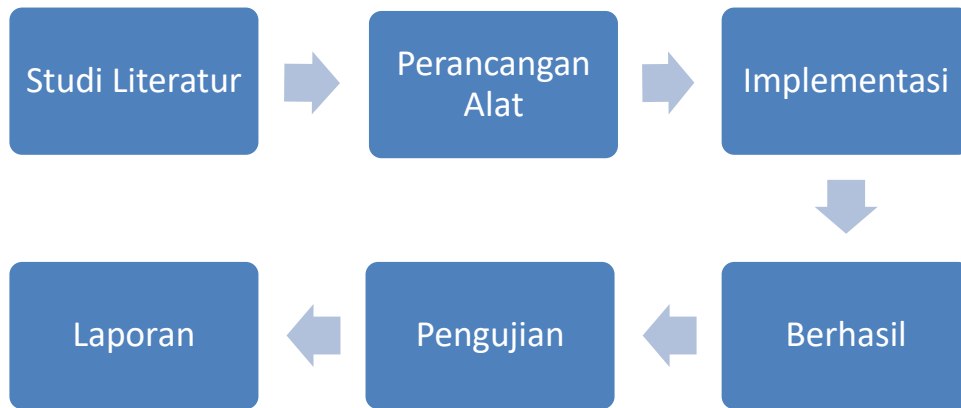 Studi Literatur
Perancangan
Alat
Implementasi
Berhasil
Pengujian
Laporan